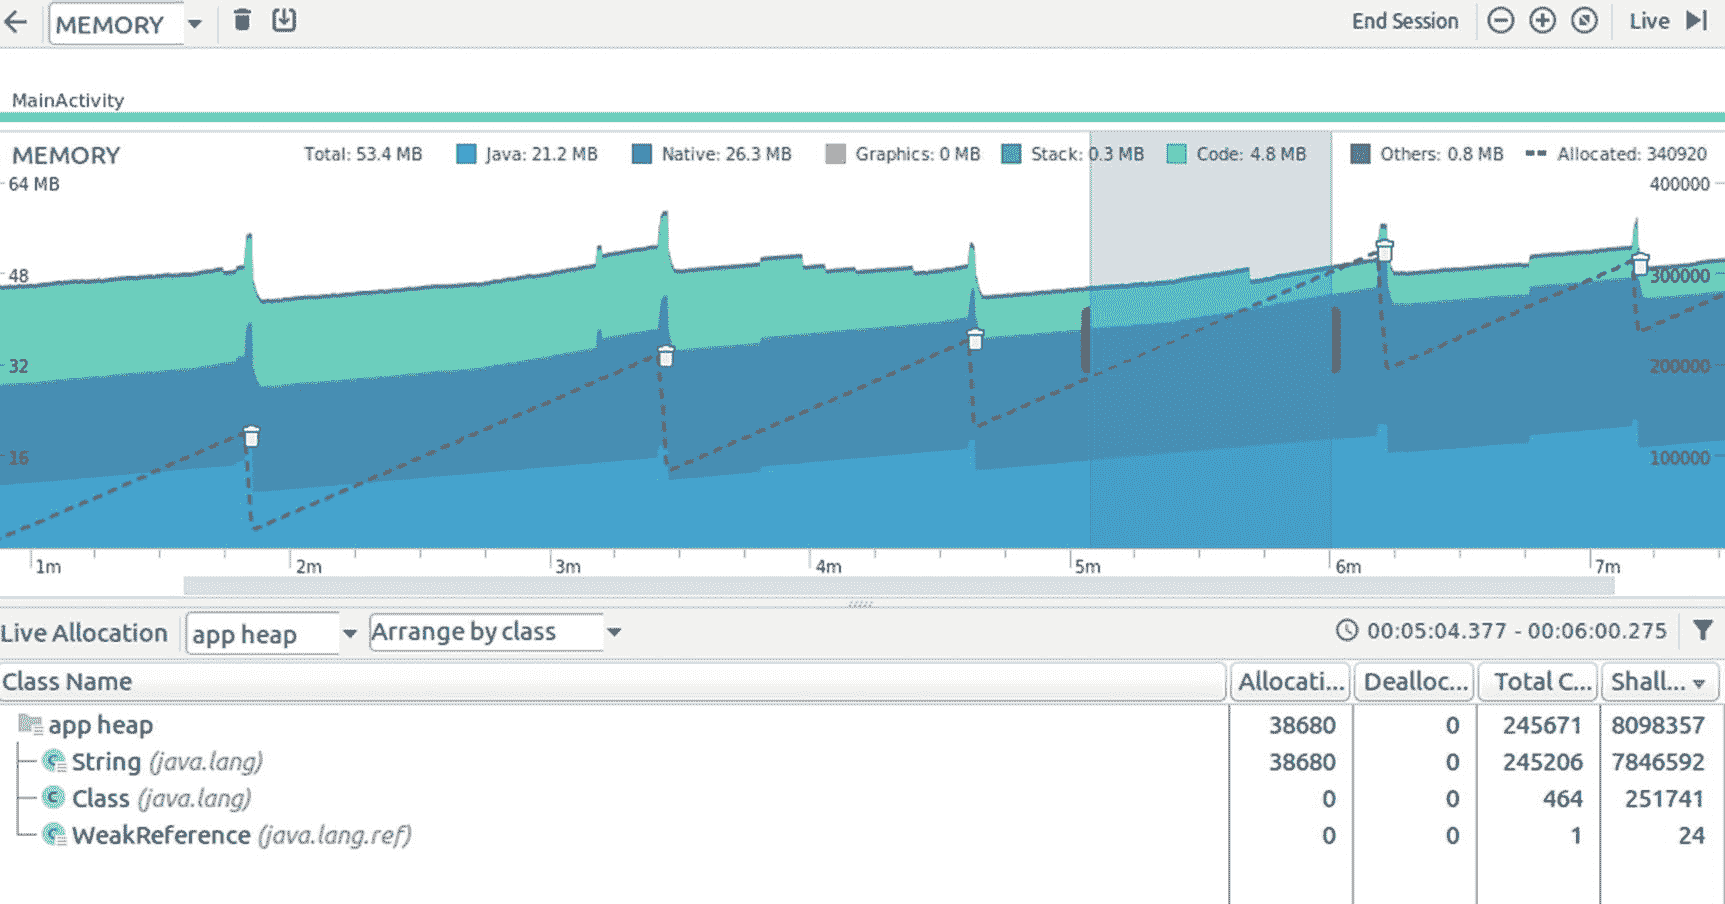 MEMORY End Session Live
MainActivity
MEMORY Total: 53.4 MB Java: 21.2 MB Native: 26.3 MB Graphics: 0 MB Stack: 0.3 MB Code: 4.8 MB Others: 0.8 MB Allocated: 340920
64 MB 400000
48 300000
32 200000
16 100000
1m 2m 3m 4m 5m 6m 7m
Live Allocation app heap Arrange by class 00:05:04.377 - 00:06:00.275
Class Name Allocati... Dealloc... Total C... Shall...
app heap 38680 0 245671 8098357
String (java.lang) 38680 0 245206 7846592
Class (java.lang) 0 0 464 251741
WeakReference (java.lang.ref) 0 0 1 24